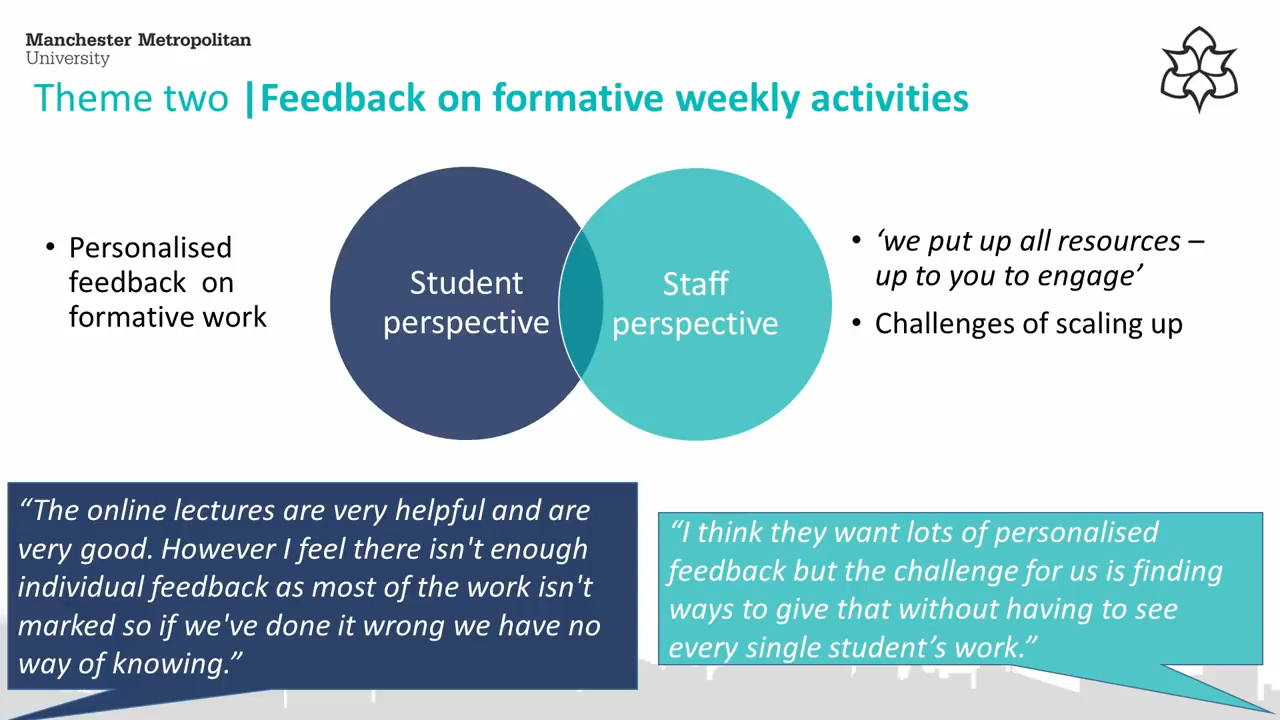 Manchester Metropolitan
University
Theme two |Feedback on formative weekly activities
• Personalised
feedback on
formative work
Student
perspective
Staff
perspective
• ‘we put up all resources –
up to you to engage’
• Challenges of scaling up
“The online lectures are very helpful and are
very good. However I feel there isn't enough
individual feedback as most of the work isn't
marked so if we've done it wrong we have no
way of knowing.”
“I think they want lots of personalised
feedback but the challenge for us is finding
ways to give that without having to see
every single student’s work.”